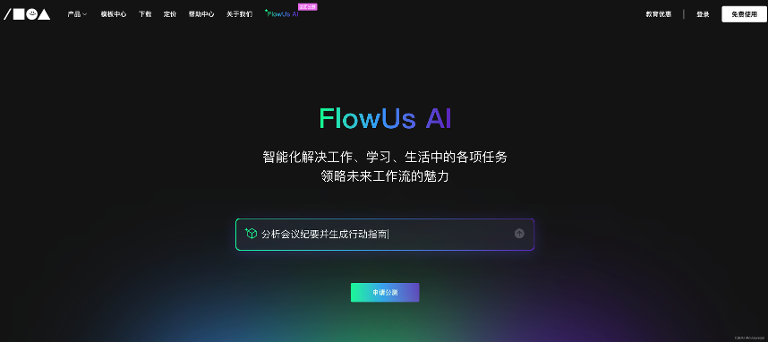 产品 模板中心 下载 定价 帮助中心 关于我们 FlowUs AI 教育优惠 登录 免费使用
FlowUs AI
智能化解决工作、学习、生活中的各项任务
领略未来工作流的魅力
分析会议纪要并生成行动指南
申请公测